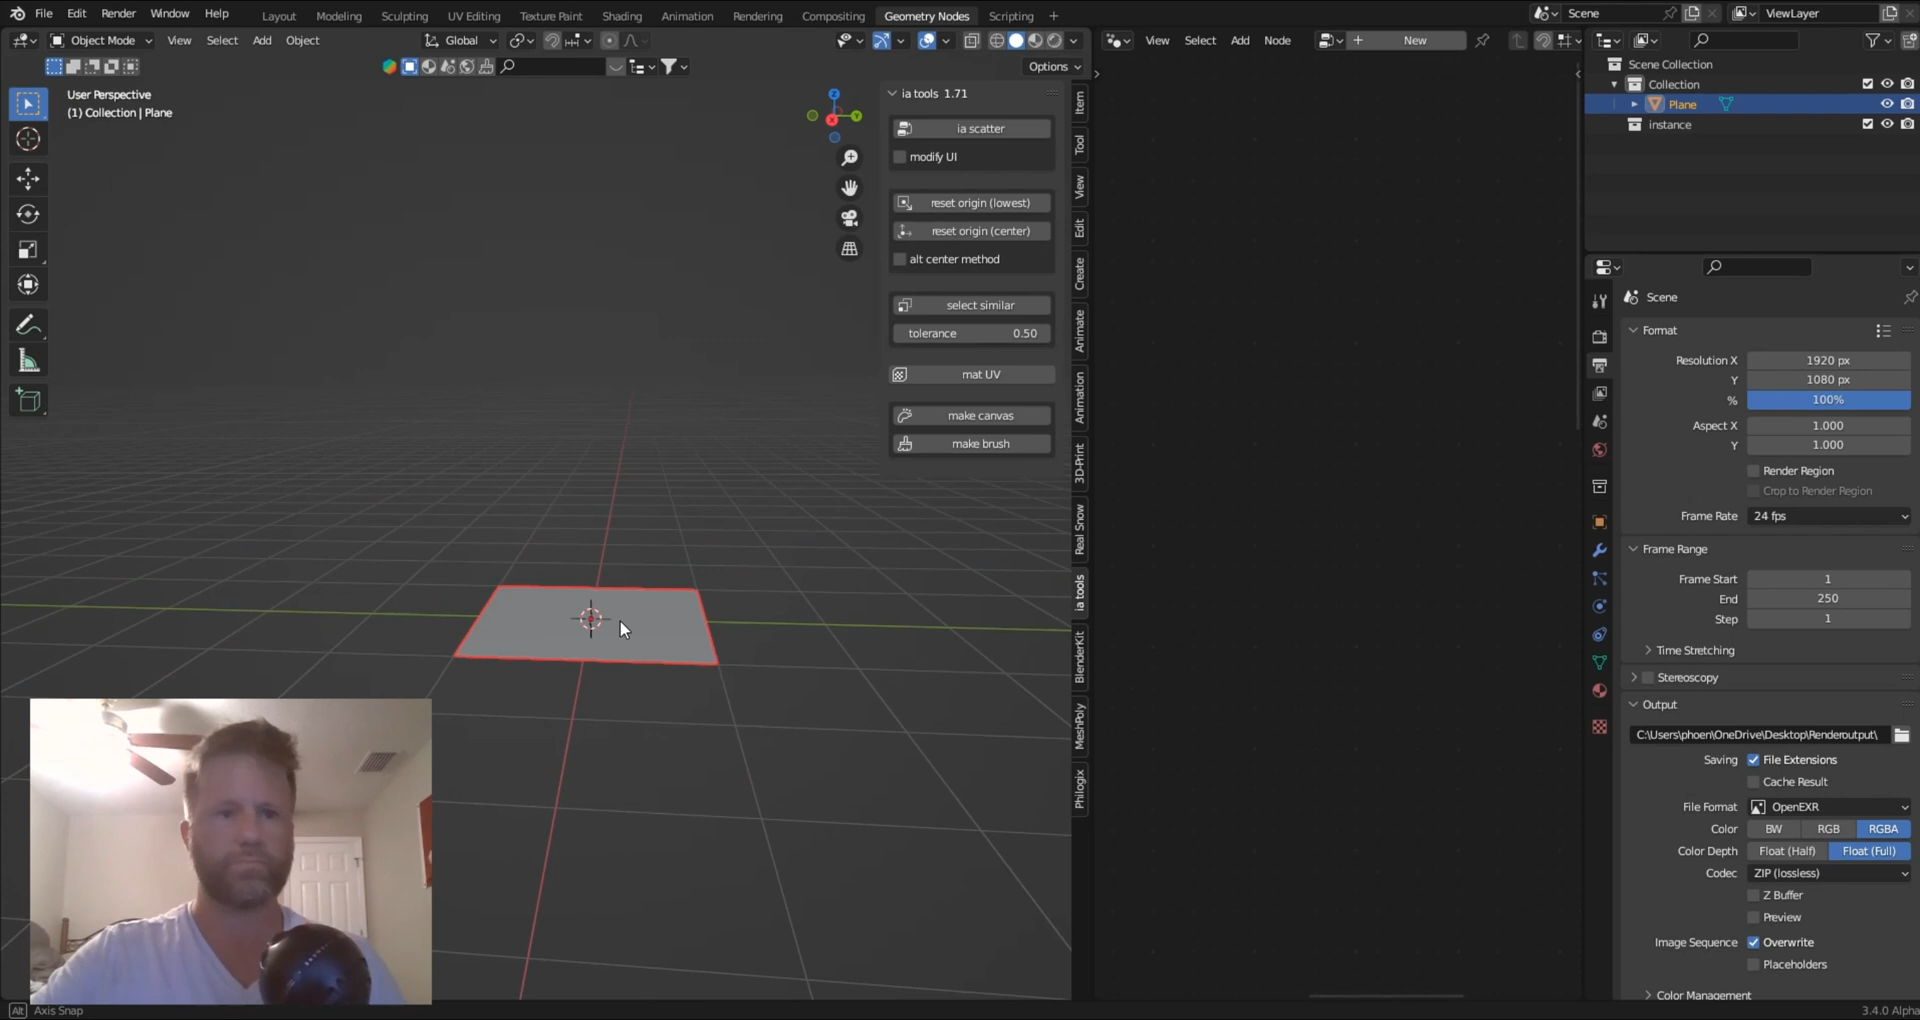 File Edit Render Window Help Layout Modeling Sculpting UV Editing Texture Paint Shading Animation Rendering Compositing Geometry Nodes Scripting + Scene ViewLayer
Object Mode View Select Add Object Global View Select Add Node + New
Options
User Perspective
(1) Collection | Plane
Z
Y
X
ia tools 1.71
ia scatter
modify UI
reset origin (lowest)
reset origin (center)
alt center method
select similar
tolerance 0.50
mat UV
make canvas
make brush
Item
Tool
View
Edit
Create
Animate
Animation
3D-Print
Real Snow
ia tools
BlenderKit
MeshPoly
Philogix
Scene Collection
Collection
Plane
instance
Scene
Format
Resolution X 1920 px
Y 1080 px
% 100%
Aspect X 1.000
Y 1.000
Render Region
Crop to Render Region
Frame Rate 24 fps
Frame Range
Frame Start 1
End 250
Step 1
Time Stretching
Stereoscopy
Output
C:\Users\phoen\OneDrive\Desktop\Renderoutput\
Saving File Extensions
Cache Result
File Format OpenEXR
Color BW RGB RGBA
Color Depth Float (Half) Float (Full)
Codec ZIP (lossless)
Z Buffer
Preview
Image Sequence Overwrite
Placeholders
Color Management
Alt Axis Snap
3.4.0 Alpha